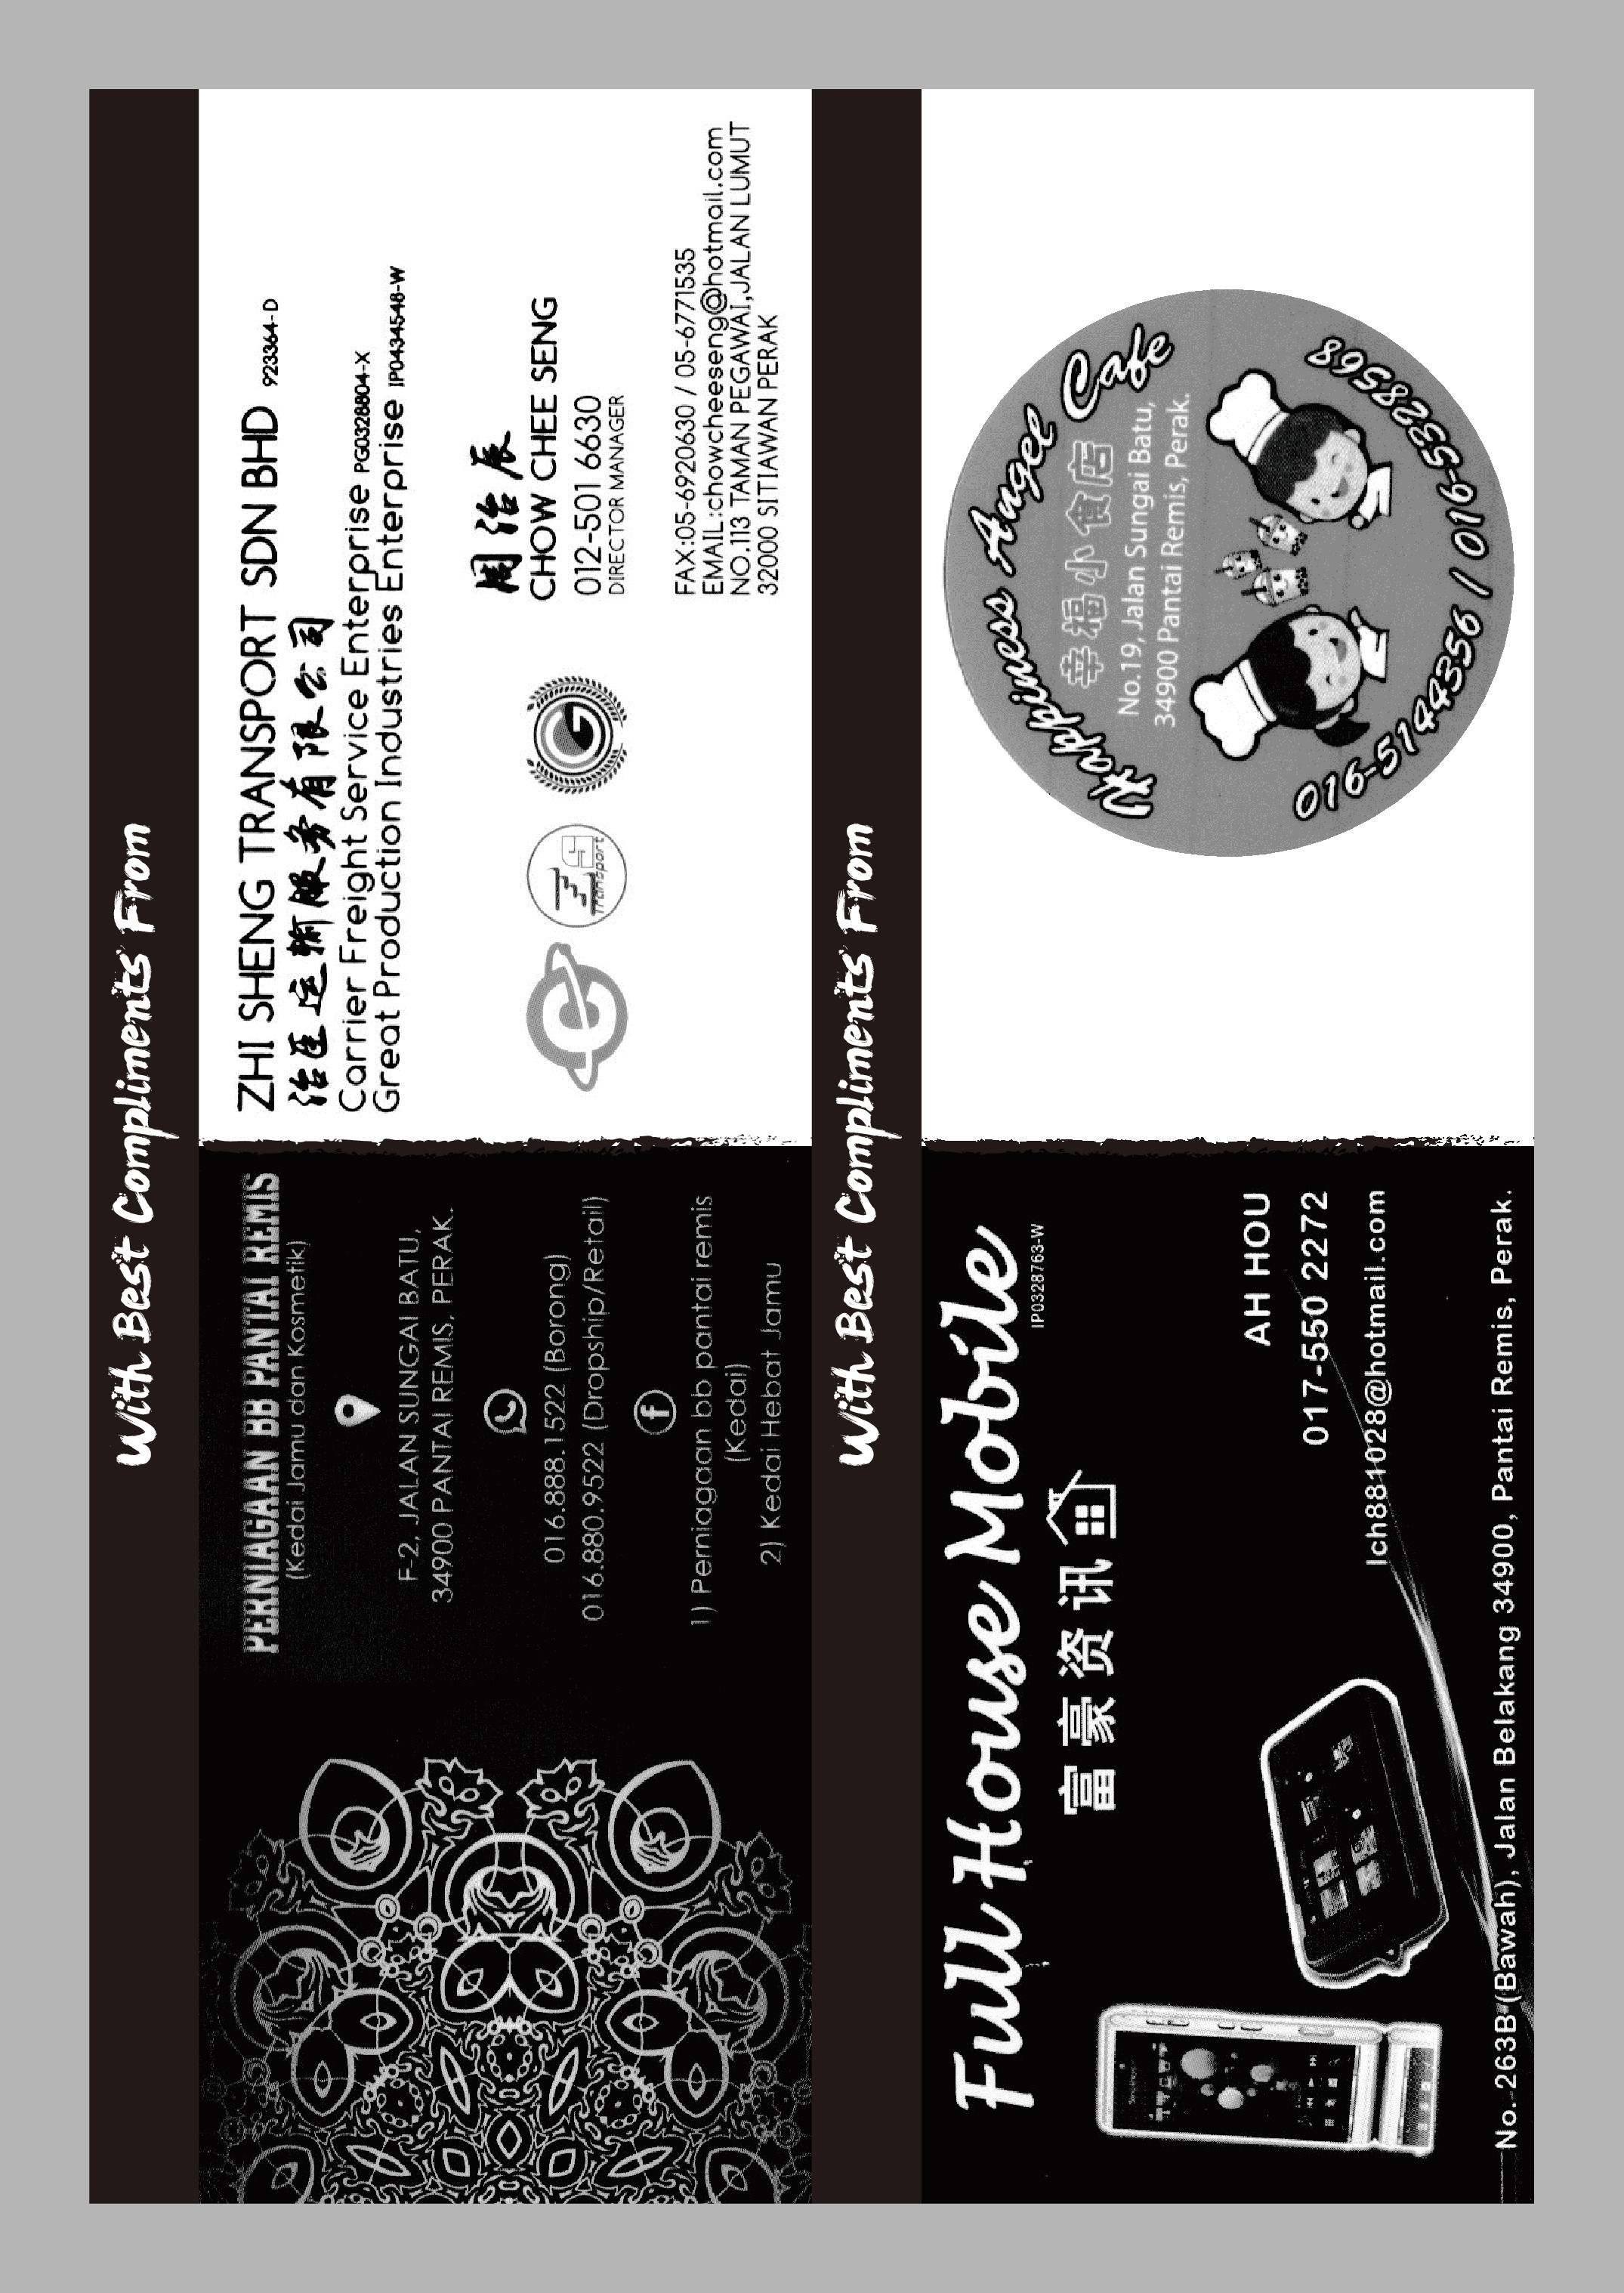 With Best Compliments From
PERNIAGAAN BB PANTAI REMIS
(Kedai Jamu dan Kosmetik)
F-2, JALAN SUNGAI BATU,
34900 PANTAI REMIS, PERAK.
016.888.1522 (Borong)
016.880.9522 (Dropship/Retail)
f
1) Perniagaan bb pantai remis
(Kedai)
2) Kedai Hebat Jamu
ZHI SHENG TRANSPORT SDN BHD 923364-D
治 运输服务有限公司
Carrier Freight Service Enterprise PG0328804-X
Great Production Industries Enterprise IP0434548-W
ZS
Transport
G
周治
CHOW CHEE SENG
012-501 6630
DIRECTOR MANAGER
FAX:05-6920630 / 05-6771535
EMAIL:chowcheeseng@hotmail.com
NO.113 TAMAN PEGAWAI,JALAN LUMUT
32000 SITIAWAN PERAK
With Best Compliments From
Full House Mobile
IP0328763-W
富豪资讯
AH HOU
017-550 2272
lch881028@hotmail.com
No. 263B (Bawah), Jalan Belakang 34900, Pantai Remis, Perak.
Happiness Angel Cafe
幸福小食店
No.19, Jalan Sungai Batu,
34900 Pantai Remis, Perak.
016-5144356 / 016-5328568